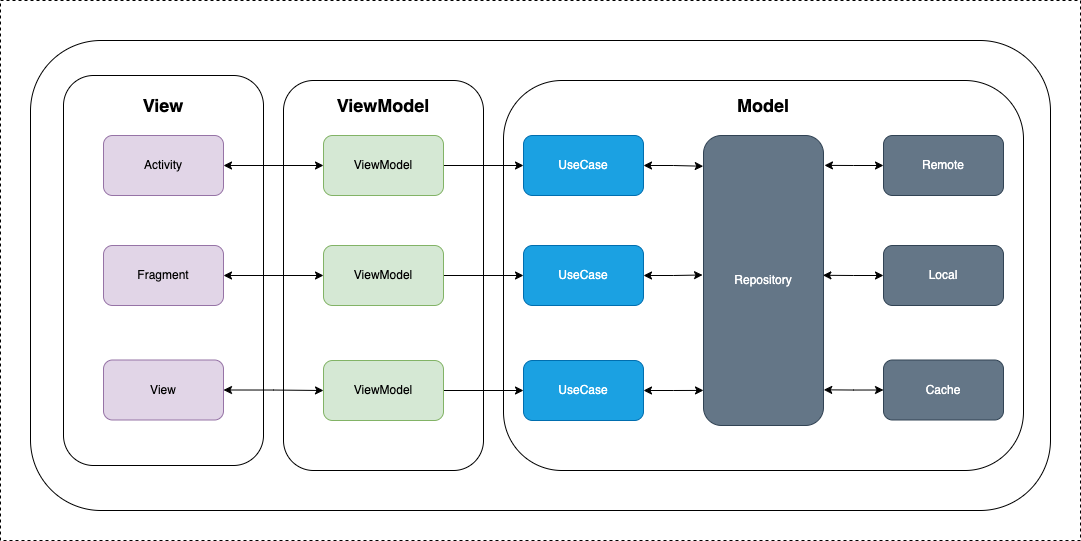 View
ViewModel
Model
Activity
ViewModel
UseCase
Remote
Fragment
ViewModel
UseCase
Repository
Local
View
ViewModel
UseCase
Cache